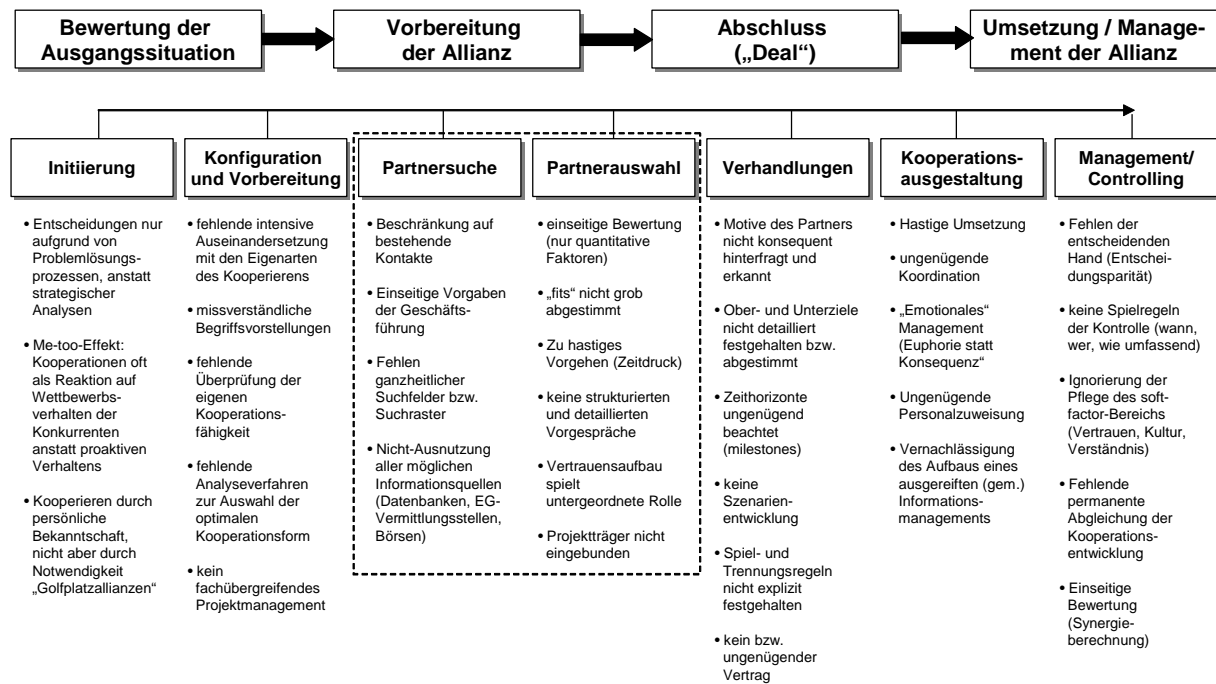 Bewertung der
Ausgangssituation
Vorbereitung
der Allianz
Abschluss
(„Deal“)
Umsetzung / Manage-
ment der Allianz
Initiierung
Konfiguration
und Vorbereitung
Partnersuche
Partnerauswahl
Verhandlungen
Kooperations-
ausgestaltung
Management/
Controlling
• Entscheidungen nur
aufgrund von
Problemlösungs-
prozessen, anstatt
strategischer
Analysen
• Me-too-Effekt:
Kooperationen oft
als Reaktion auf
Wettbewerbs-
verhalten der
Konkurrenten
anstatt proaktiven
Verhaltens
• Kooperieren durch
persönliche
Bekanntschaft,
nicht aber durch
Notwendigkeit
„Golfplatzallianzen“
• fehlende intensive
Auseinandersetzung
mit den Eigenarten
des Kooperierens
• missverständliche
Begriffsvorstellungen
• fehlende
Überprüfung der
eigenen
Kooperations-
fähigkeit
• fehlende
Analyseverfahren
zur Auswahl der
optimalen
Kooperationsform
• kein
fachübergreifendes
Projektmanagement
• Beschränkung auf
bestehende
Kontakte
• Einseitige Vorgaben
der Geschäfts-
führung
• Fehlen
ganzheitlicher
Suchfelder bzw.
Suchraster
• Nicht-Ausnutzung
aller möglichen
Informationsquellen
(Datenbanken, EG-
Vermittlungsstellen,
Börsen)
• einseitige Bewertung
(nur quantitative
Faktoren)
• „fits“ nicht grob
abgestimmt
• Zu hastiges
Vorgehen (Zeitdruck)
• keine strukturierten
und detaillierten
Vorgespräche
• Vertrauensaufbau
spielt
untergeordnete Rolle
• Projektträger nicht
eingebunden
• Motive des Partners
nicht konsequent
hinterfragt und
erkannt
• Ober- und Unterziele
nicht detailliert
festgehalten bzw.
abgestimmt
• Zeithorizonte
ungenügend
beachtet
(milestones)
• keine
Szenarien-
entwicklung
• Spiel- und
Trennungsregeln
nicht explizit
festgehalten
• kein bzw.
ungenügender
Vertrag
• Hastige Umsetzung
• ungenügende
Koordination
• „Emotionales“
Management
(Euphorie statt
Konsequenz“
• Ungenügende
Personalzuweisung
• Vernachlässigung
des Aufbaus eines
ausgereiften (gem.)
Informations-
managements
• Fehlen der
entscheidenden
Hand (Entschei-
dungsparität)
• keine Spielregeln
der Kontrolle (wann,
wer, wie umfassend)
• Ignorierung der
Pflege des soft-
factor-Bereichs
(Vertrauen, Kultur,
Verständnis)
• Fehlende
permanente
Abgleichung der
Kooperations-
entwicklung
• Einseitige
Bewertung
(Synergie-
berechnung)